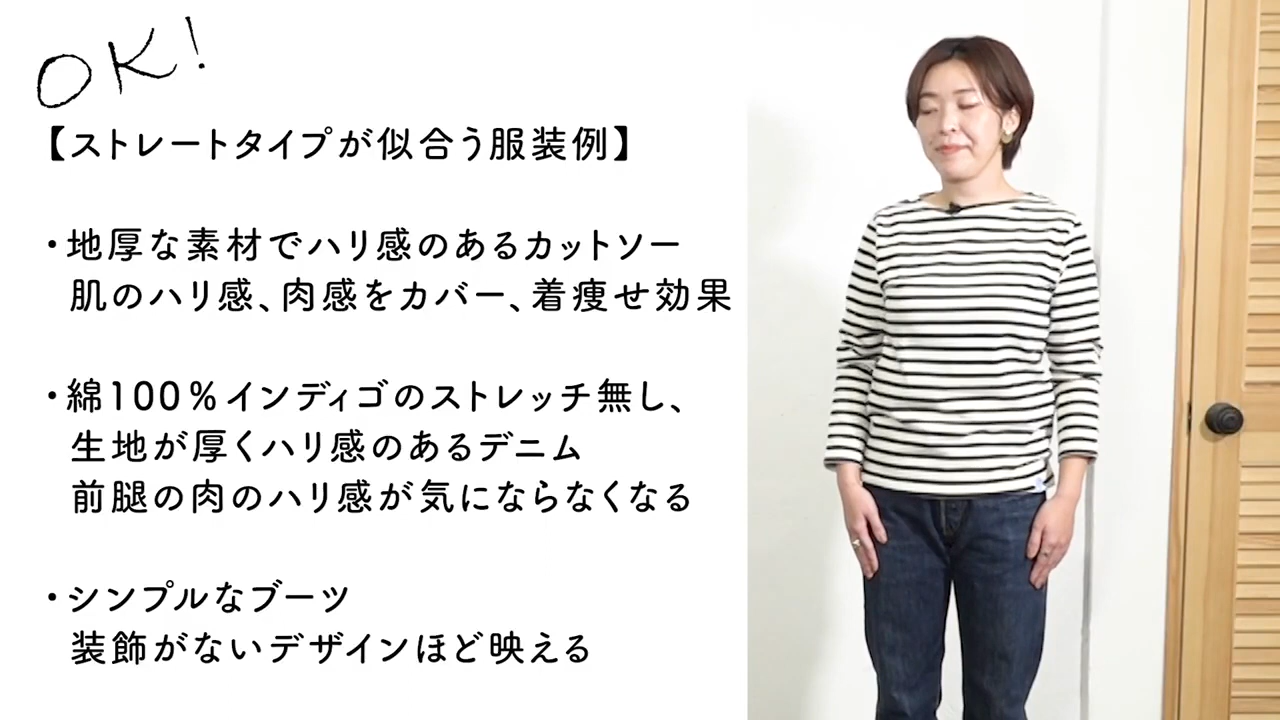 OK!
【ストレートタイプが似合う服装例】
・地厚な素材でハリ感のあるカットソー
肌のハリ感、肉感をカバー、着痩せ効果
・綿100％インディゴのストレッチ無し、
生地が厚くハリ感のあるデニム
前腿の肉のハリ感が気にならなくなる
・シンプルなブーツ
装飾がないデザインほど映える